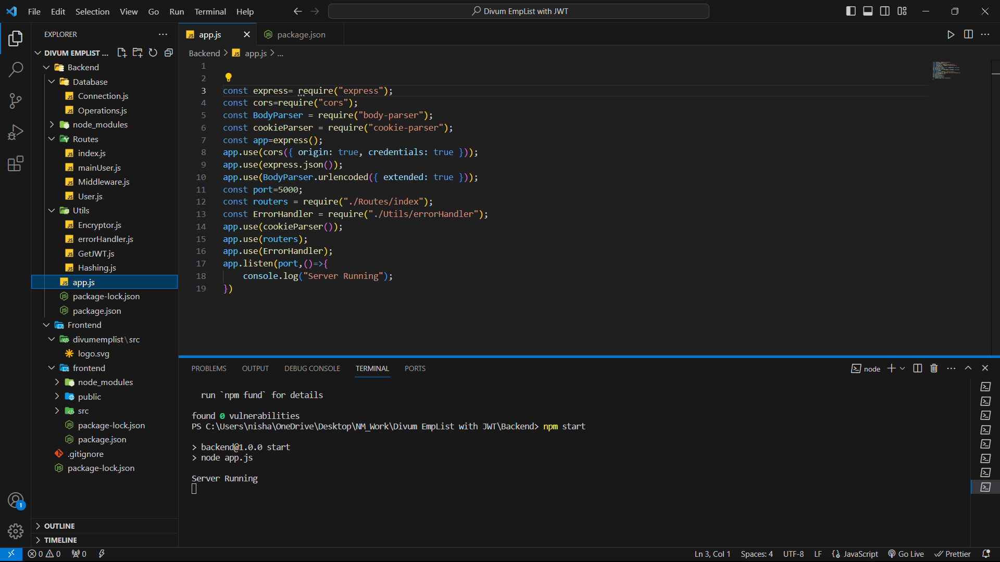 File Edit Selection View Go Run Terminal Help
Divum EmpList with JWT
EXPLORER
DIVUM EMPLIST ...
Backend
Database
Connection.js
Operations.js
node_modules
Routes
index.js
mainUser.js
Middleware.js
User.js
Utils
Encryptor.js
errorHandler.js
GetJWT.js
Hashing.js
app.js
package-lock.json
package.json
Frontend
divumemplist\src
logo.svg
frontend
node_modules
public
src
package-lock.json
package.json
.gitignore
package-lock.json
OUTLINE
TIMELINE
app.js
package.json
Backend > app.js > ...
1
2
3 const express= require("express");
4 const cors=require("cors");
5 const BodyParser = require("body-parser");
6 const cookieParser = require("cookie-parser");
7 const app=express();
8 app.use(cors({ origin: true, credentials: true }));
9 app.use(express.json());
10 app.use(BodyParser.urlencoded({ extended: true }));
11 const port=5000;
12 const routers = require("./Routes/index");
13 const ErrorHandler = require("./Utils/errorHandler");
14 app.use(cookieParser());
15 app.use(routers);
16 app.use(ErrorHandler);
17 app.listen(port,()=>{
18 console.log("Server Running");
19 })
PROBLEMS OUTPUT DEBUG CONSOLE TERMINAL PORTS
node
run `npm fund` for details
found 0 vulnerabilities
PS C:\Users\nisha\OneDrive\Desktop\NM_Work\Divum EmpList with JWT\Backend> npm start
> backend@1.0.0 start
> node app.js
Server Running
1
0 0 0
Ln 3, Col 1 Spaces: 4 UTF-8 LF {} JavaScript Go Live Prettier